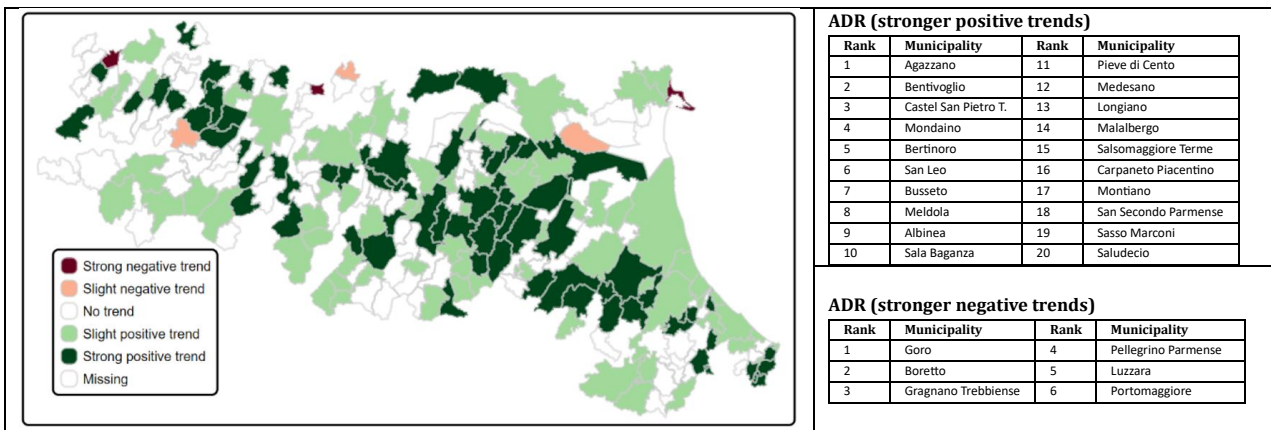 Strong negative trend
Slight negative trend
No trend
Slight positive trend
Strong positive trend
Missing
ADR (stronger positive trends)
Rank Municipality Rank Municipality
1 Agazzano 11 Pieve di Cento
2 Bentivoglio 12 Medesano
3 Castel San Pietro T. 13 Longiano
4 Mondaino 14 Malalbergo
5 Bertinoro 15 Salsomaggiore Terme
6 San Leo 16 Carpaneto Piacentino
7 Busseto 17 Montiano
8 Meldola 18 San Secondo Parmense
9 Albinea 19 Sasso Marconi
10 Sala Baganza 20 Saludecio
ADR (stronger negative trends)
Rank Municipality Rank Municipality
1 Goro 4 Pellegrino Parmense
2 Boretto 5 Luzzara
3 Gragnano Trebbiense 6 Portomaggiore